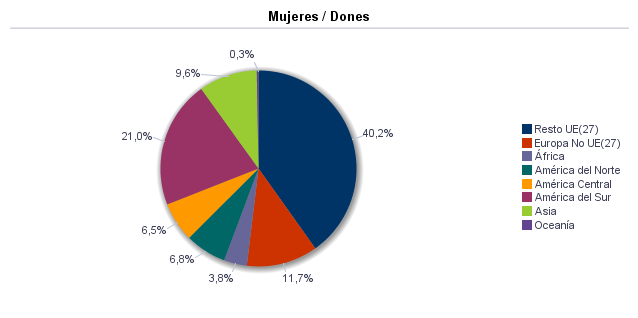 Mujeres / Dones
0,3%
9,6%
40,2%
21,0%
6,5%
6,8%
3,8%
11,7%
Resto UE(27)
Europa No UE(27)
África
América del Norte
América Central
América del Sur
Asia
Oceanía